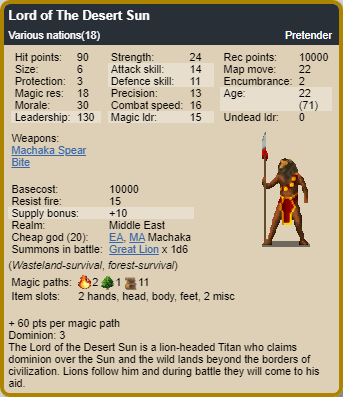 Lord of The Desert Sun
Various nations(18) Pretender
Hit points: 90 Strength: 24 Rec points: 10000
Size: 6 Attack skill: 14 Map move: 22
Protection: 3 Defence skill: 11 Encumbrance: 2
Magic res: 18 Precision: 13 Age: 22
Morale: 30 Combat speed: 16 (71)
Leadership: 130 Magic ldr: 15 Undead ldr: 0
Weapons:
Machaka Spear
Bite
Basecost: 10000
Resist fire: 15
Supply bonus: +10
Realm: Middle East
Cheap god (20): EA, MA Machaka
Summons in battle: Great Lion x 1d6
(Wasteland-survival, forest-survival)
Magic paths: 2 1 11
Item slots: 2 hands, head, body, feet, 2 misc
+ 60 pts per magic path
Dominion: 3
The Lord of the Desert Sun is a lion-headed Titan who claims
dominion over the Sun and the wild lands beyond the borders of
civilization. Lions follow him and during battle they will come to his
aid.